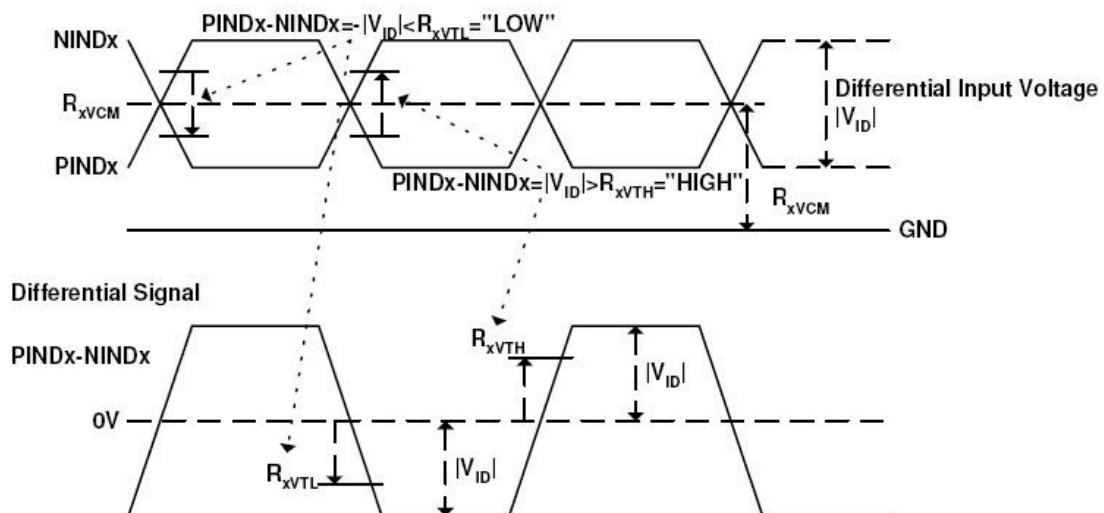 PINDx-NINDx=-|VID|<RxVTL="LOW"
NINDx
RxVCM
Differential Input Voltage
|VID|
PINDx
PINDx-NINDx=|VID|>RxVTH="HIGH"
RxVCM
GND
Differential Signal
PINDx-NINDx
RxVTH
|VID|
0V
RxVTL
|VID|